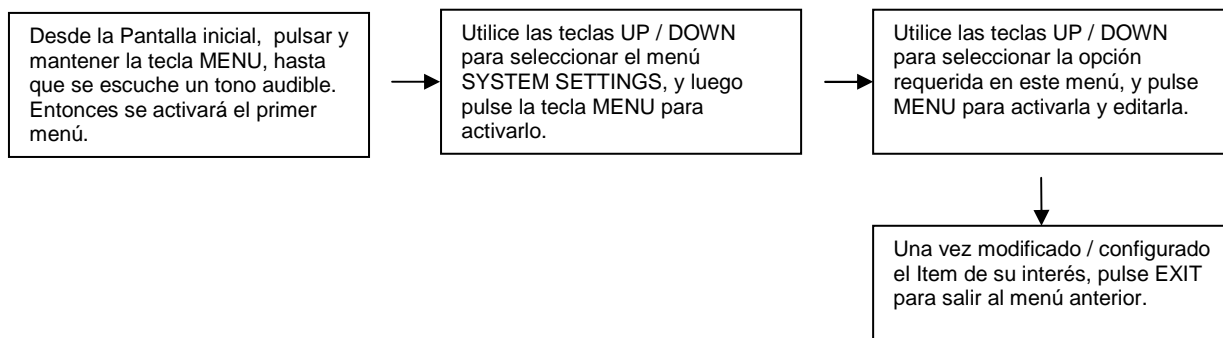 Desde la Pantalla inicial, pulsar y
mantener la tecla MENU, hasta
que se escuche un tono audible.
Entonces se activará el primer
menú.
Utilice las teclas UP / DOWN
para seleccionar el menú
SYSTEM SETTINGS, y luego
pulse la tecla MENU para
activarlo.
Utilice las teclas UP / DOWN
para seleccionar la opción
requerida en este menú, y pulse
MENU para activarla y editarla.
Una vez modificado / configurado
el Item de su interés, pulse EXIT
para salir al menú anterior.